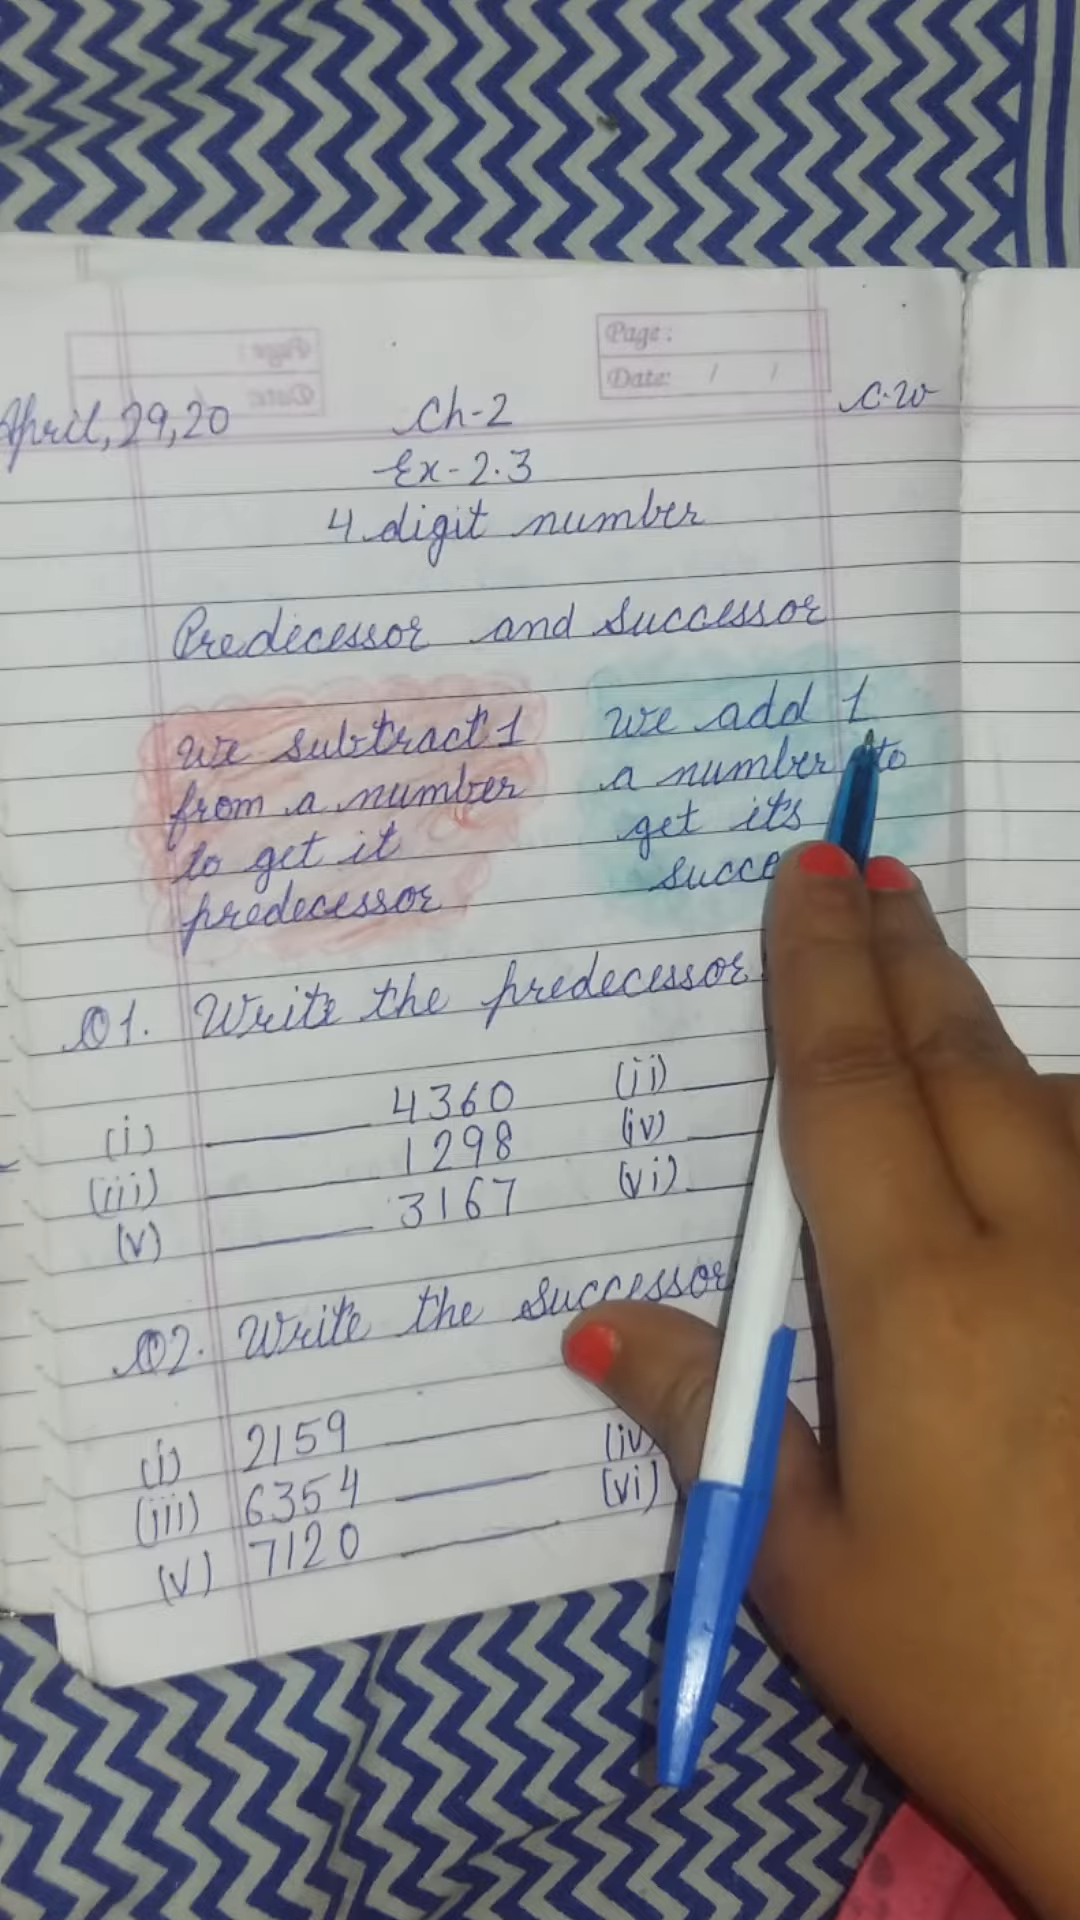 Page:
Date: / /
April, 29, 20 Ch-2 C.W
Ex-2.3
4 digit number
Predecessor and Successor
We subtract 1
from a number
to get it
predecessor
We add 1
a number to
get its
succe
Q1. Write the predecessor
(i) 4360 (ii)
(iii) 1298 (iv)
(v) 3167 (vi)
Q2. Write the Successor
(i) 2159
(iii) 6354 (iv)
(v) 7120 (vi)